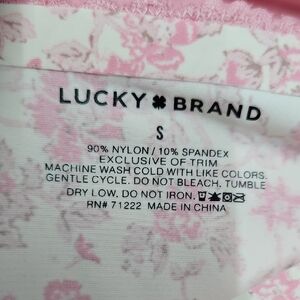 LUCKY BRAND
S
90% NYLON / 10% SPANDEX
EXCLUSIVE OF TRIM
MACHINE WASH COLD WITH LIKE COLORS.
GENTLE CYCLE. DO NOT BLEACH. TUMBLE
DRY LOW. DO NOT IRON.
RN# 71222 MADE IN CHINA